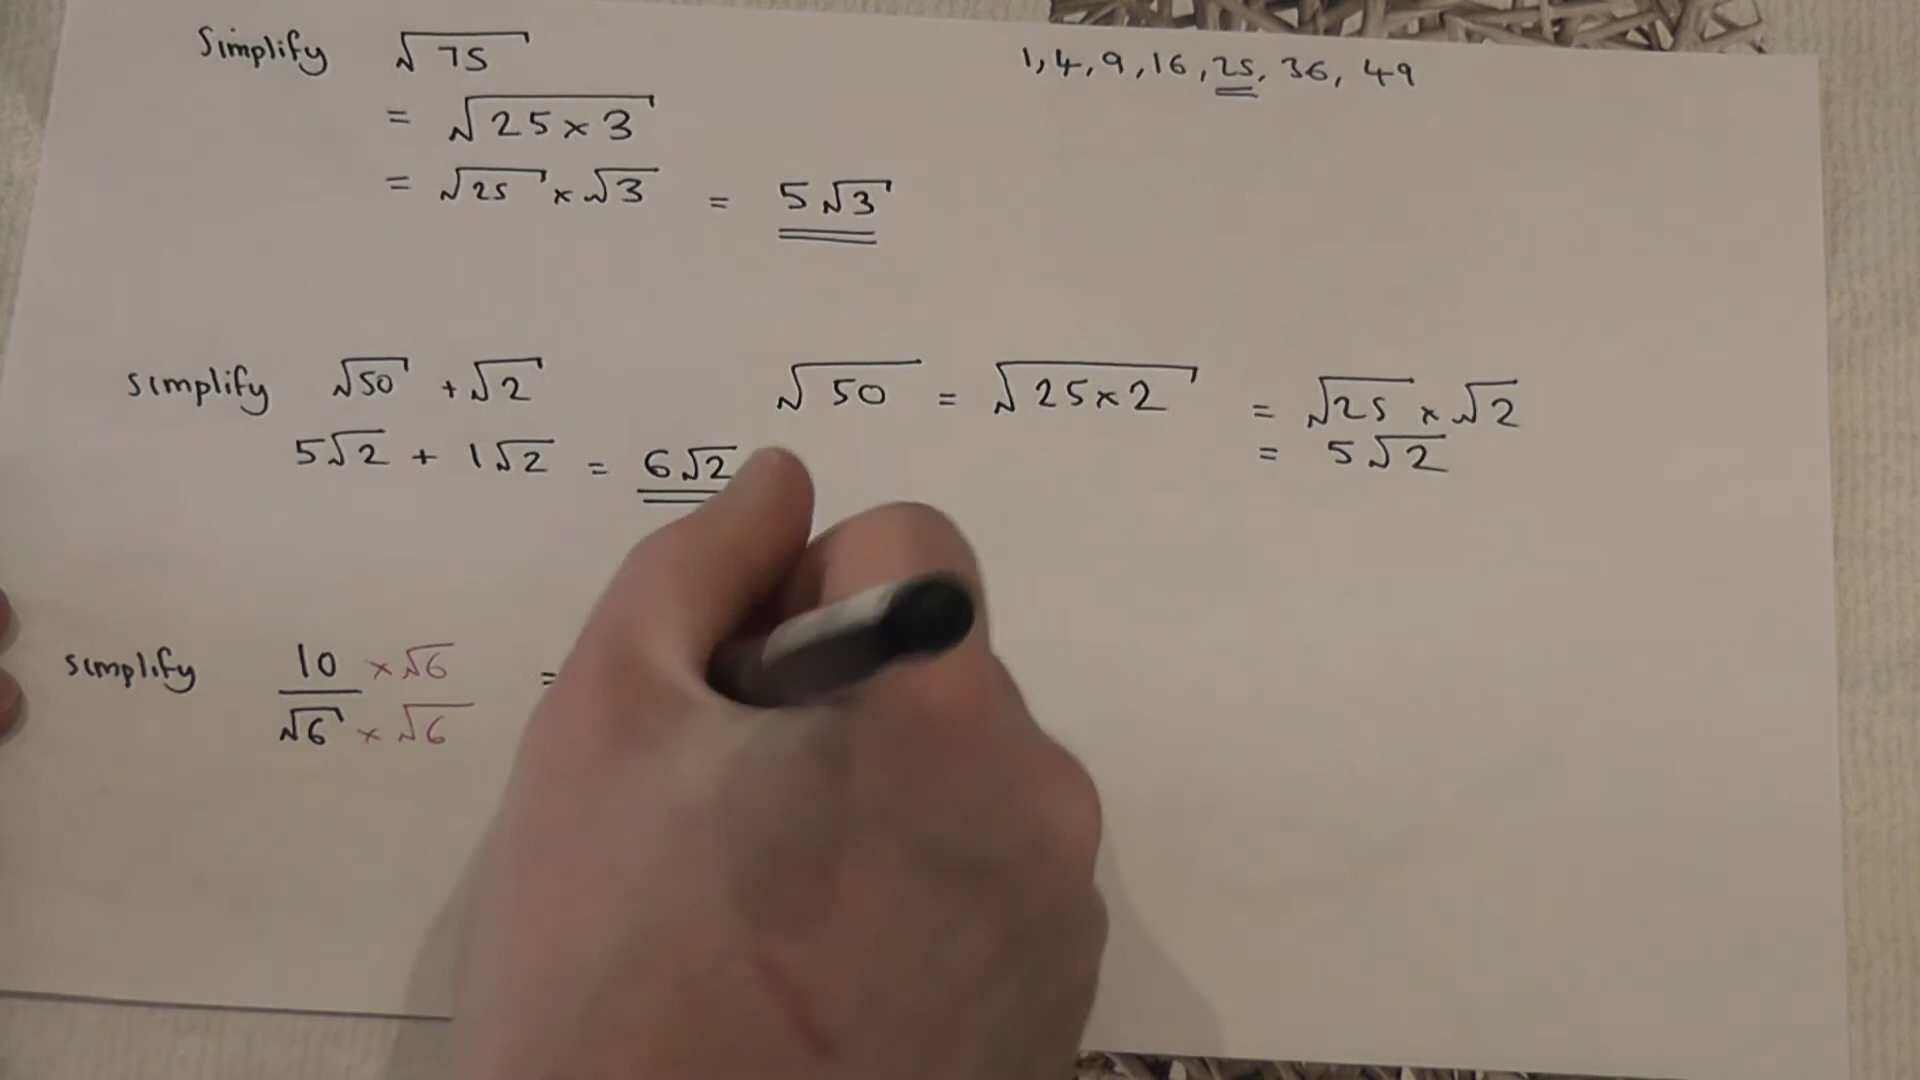 Simplify √75
1, 4, 9, 16, 25, 36, 49
= √25 × 3
= √25 × √3 = 5√3
simplify √50 + √2
√50 = √25 × 2 = √25 × √2
5√2 + 1√2 = 6√2
= 5√2
simplify 10 × √6 =
√6 × √6